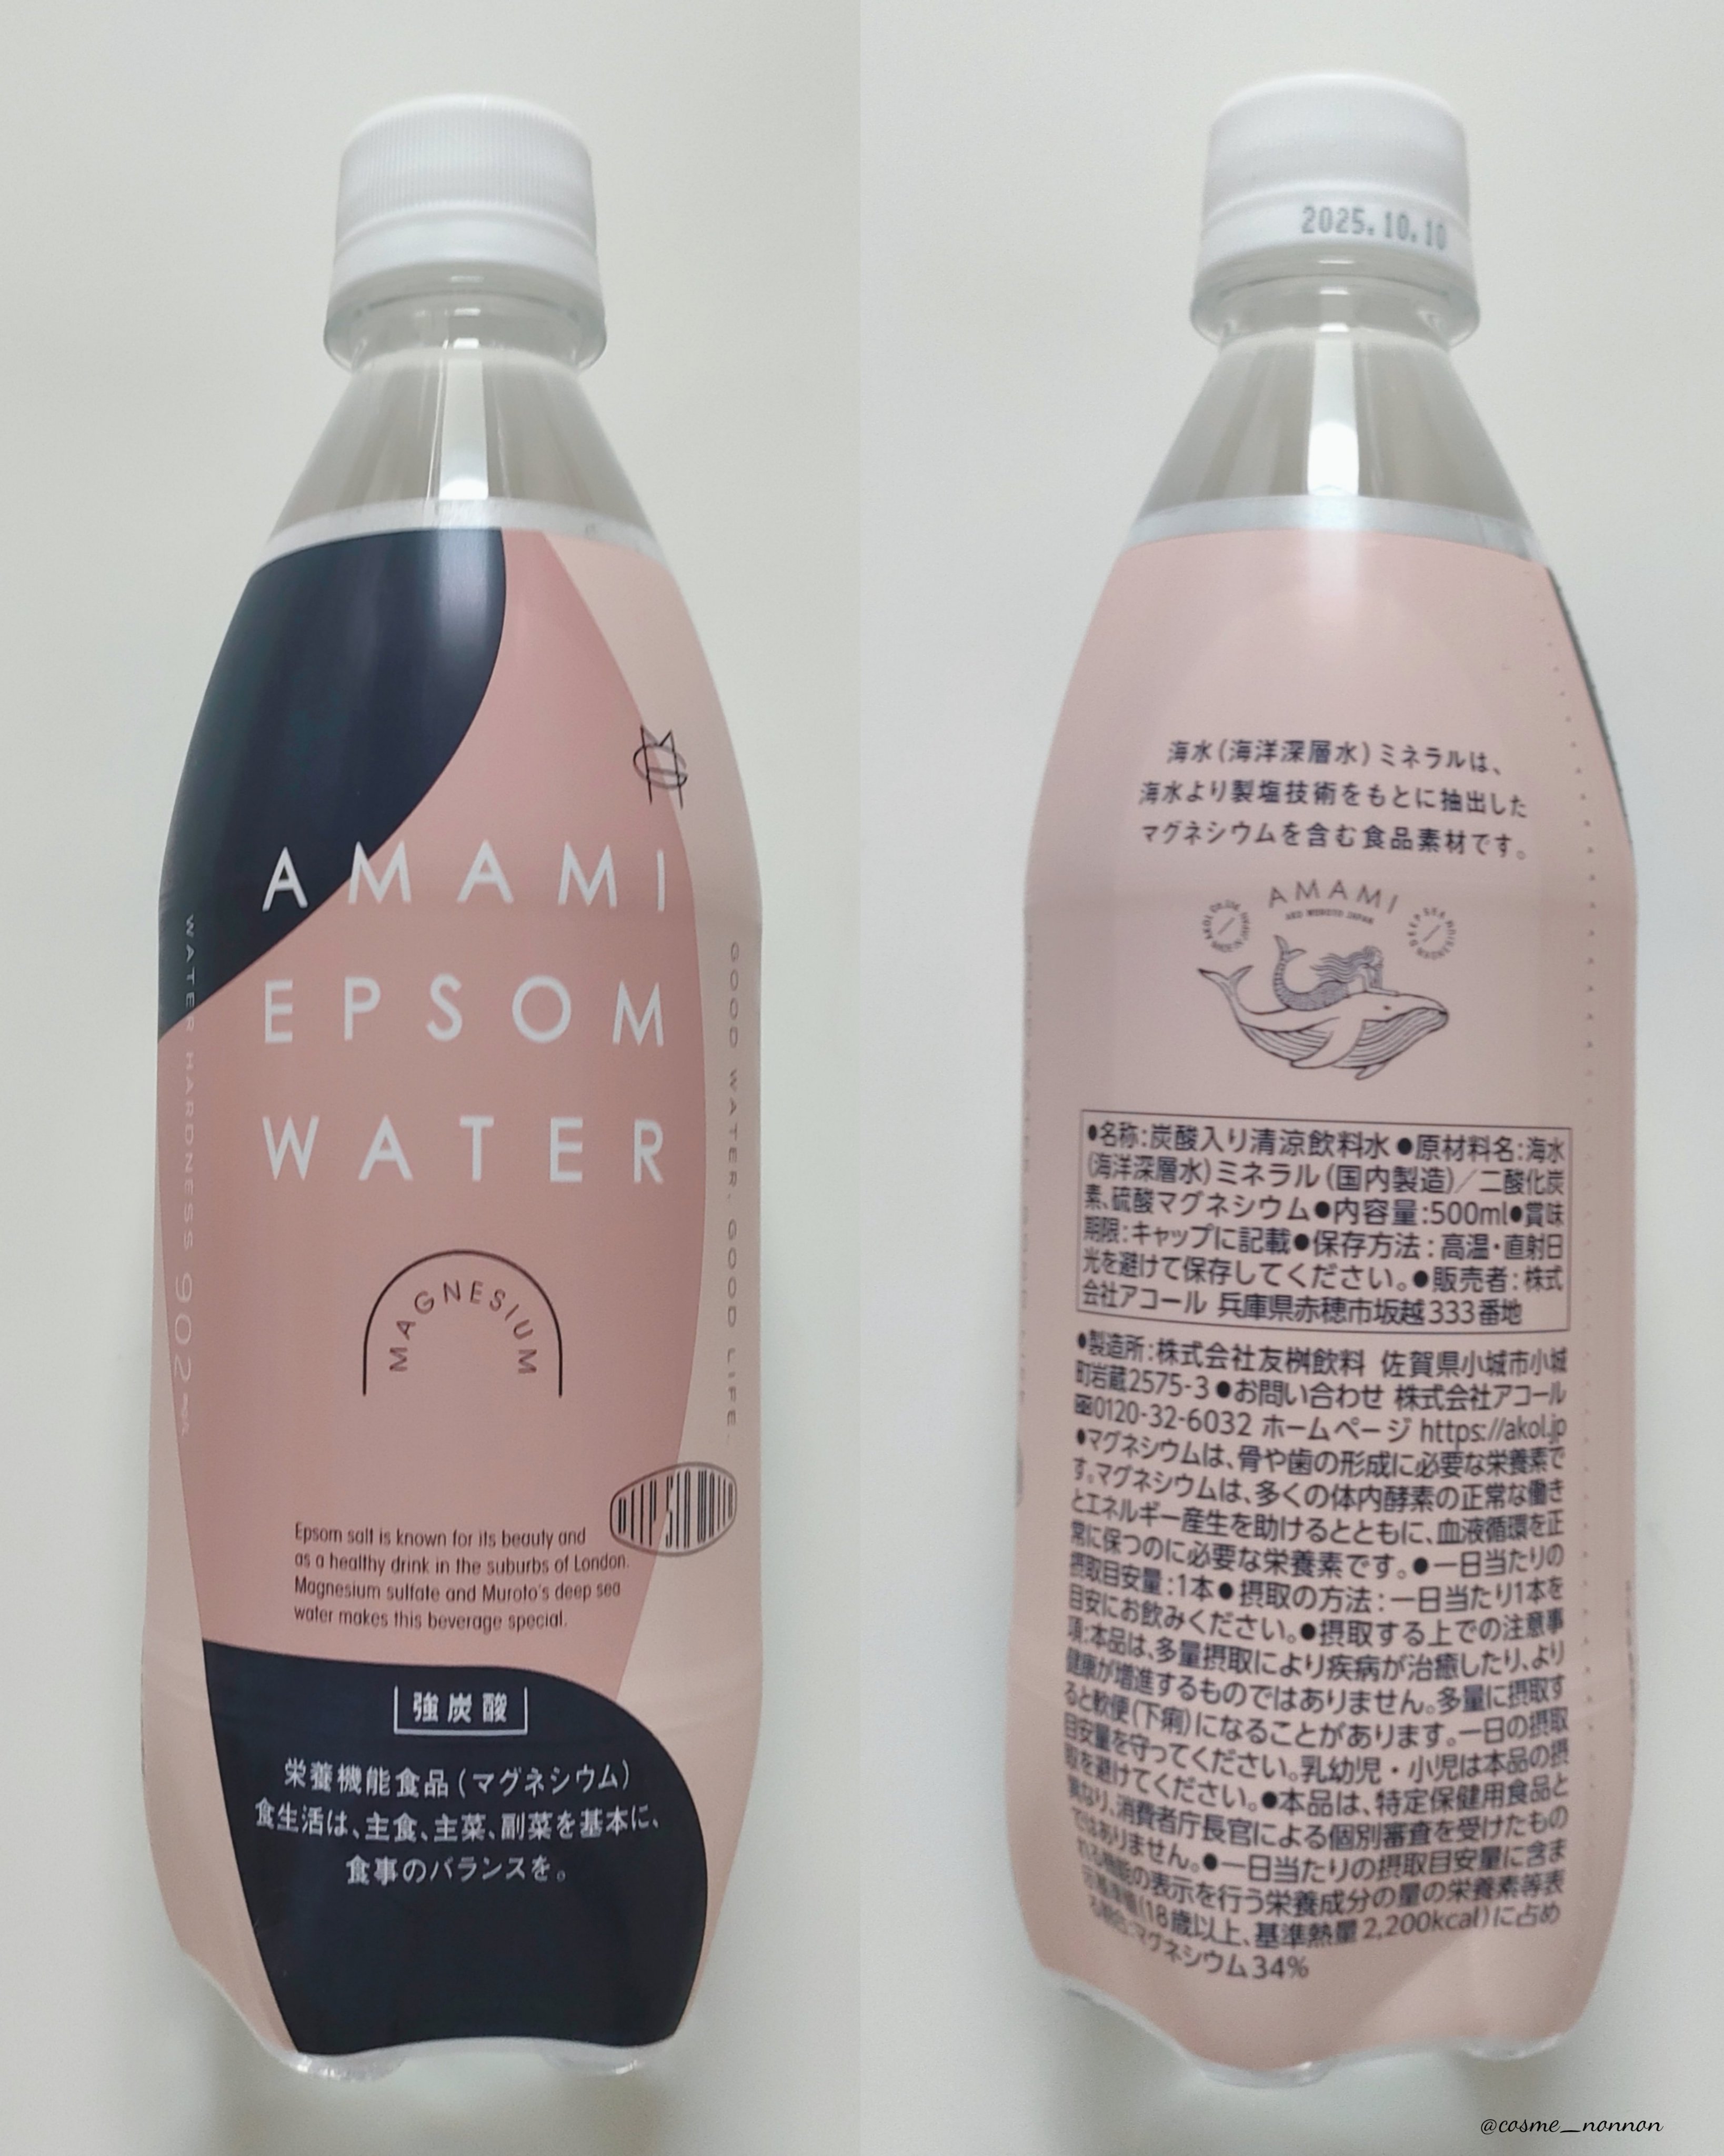 AMAMI
EPSOM
WATER
MAGNESIUM
WATER HARDNESS 902
GOOD WATER, GOOD LIFE.
Epsom salt is known for its beauty and
as a healthy drink in the suburbs of London.
Magnesium sulfate and Muroto's deep sea
water makes this beverage special.
強炭酸
栄養機能食品(マグネシウム)
食生活は、主食、主菜、副菜を基本に、
食事のバランスを。
2025.10.10
海水(海洋深層水)ミネラルは、
海水より製塩技術をもとに抽出した
マグネシウムを含む食品素材です。
AMAMI
AKO MUROTO JAPAN
●名称:炭酸入り清涼飲料水●原材料名:海水
(海洋深層水)ミネラル(国内製造)/二酸化炭
素、硫酸マグネシウム●内容量:500ml●賞味
期限:キャップに記載●保存方法:高温・直射日
光を避けて保存してください。●販売者:株式
会社アコール 兵庫県赤穂市坂越333番地
●製造所:株式会社友桝飲料 佐賀県小城市小城
町岩蔵2575-3●お問い合わせ 株式会社アコール
0120-32-6032 ホームページ https://akol.jp
●マグネシウムは、骨や歯の形成に必要な栄養素で
す。マグネシウムは、多くの体内酵素の正常な働き
とエネルギー産生を助けるとともに、血液循環を正
常に保つのに必要な栄養素です。●一日当たりの
摂取目安量:1本●摂取の方法:一日当たり1本を
目安にお飲みください。●摂取する上での注意事
項:本品は、多量摂取により疾病が治癒したり、より
健康が増進するものではありません。多量に摂取す
ると軟便(下痢)になることがあります。一日の摂取
目安量を守ってください。乳幼児・小児は本品の摂
取を避けてください。●本品は、特定保健用食品と
異なり、消費者庁長官による個別審査を受けたもの
ではありません。●一日当たりの摂取目安量に含ま
れる機能の表示を行う栄養成分の量の栄養素等表
示基準値(18歳以上、基準熱量2,200kcal)に占め
る割合:マグネシウム34%
@cosme_nonnon